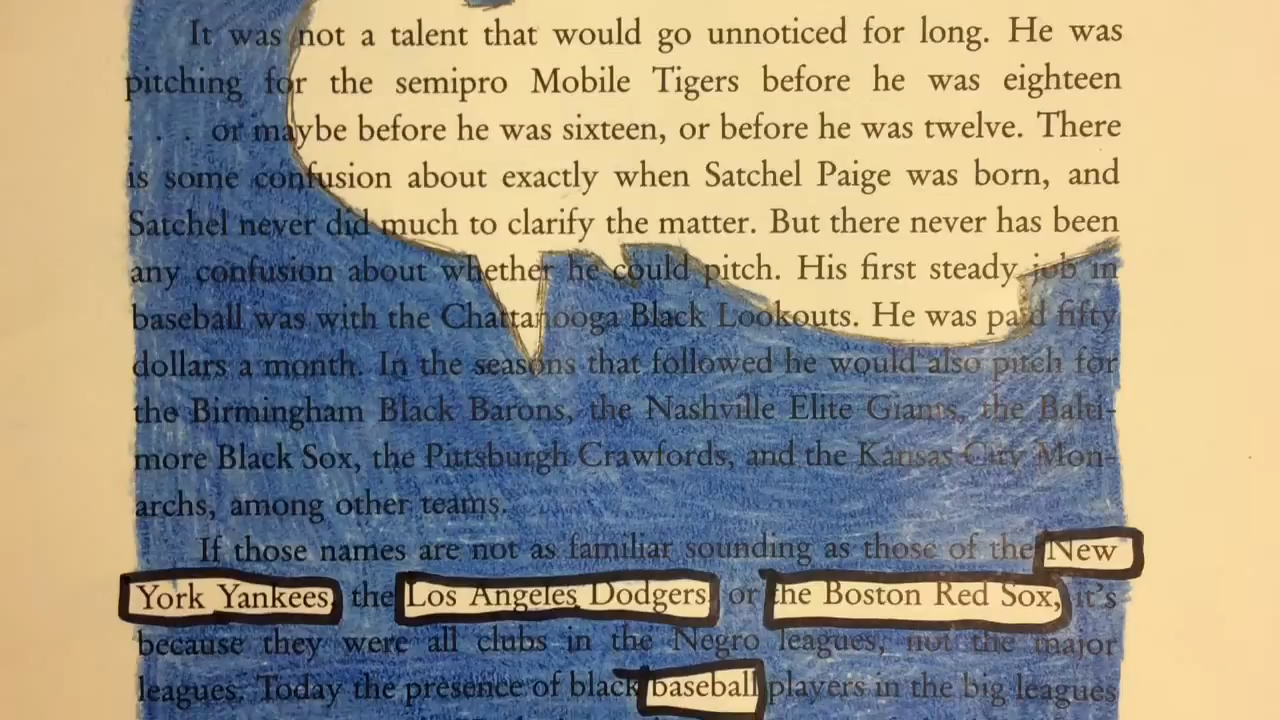 It was not a talent that would go unnoticed for long. He was
pitching for the semipro Mobile Tigers before he was eighteen
. . . or maybe before he was sixteen, or before he was twelve. There
is some confusion about exactly when Satchel Paige was born, and
Satchel never did much to clarify the matter. But there never has been
any confusion about whether he could pitch. His first steady job in
baseball was with the Chattanooga Black Lookouts. He was paid fifty
dollars a month. In the seasons that followed he would also pitch for
the Birmingham Black Barons, the Nashville Elite Giants, the Balti-
more Black Sox, the Pittsburgh Crawfords, and the Kansas City Mon-
archs, among other teams.
If those names are not as familiar sounding as those of the New
York Yankees, the Los Angeles Dodgers, or the Boston Red Sox, it's
because they were all clubs in the Negro leagues, not the major
leagues. Today the presence of black baseball players in the big leagues